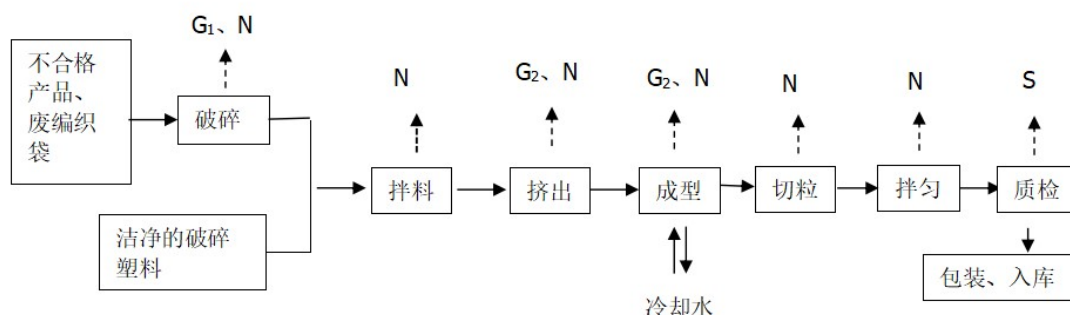 G₁、N
不合格
产品、
废编织
袋
破碎
洁净的破碎
塑料
N
拌料
G₂、N
挤出
G₂、N
成型
冷却水
N
切粒
N
拌匀
S
质检
包装、入库